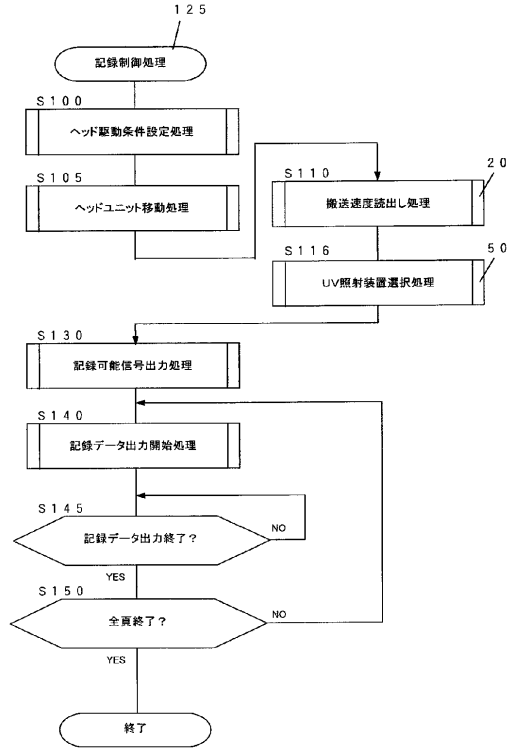 125
記録制御処理
S100
ヘッド駆動条件設定処理
S105
ヘッドユニット移動処理
S110
20
搬送速度読出し処理
S116
50
UV照射装置選択処理
S130
記録可能信号出力処理
S140
記録データ出力開始処理
S145
記録データ出力終了？
NO
YES
S150
全頁終了？
NO
YES
終了